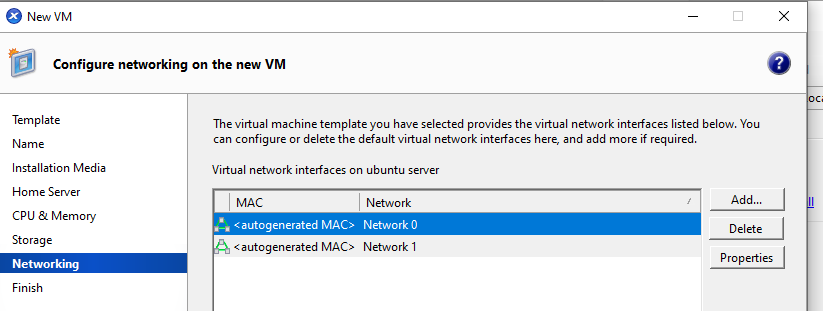 New VM
Configure networking on the new VM
?
Template
Name
Installation Media
Home Server
CPU & Memory
Storage
Networking
Finish
The virtual machine template you have selected provides the virtual network interfaces listed below. You
can configure or delete the default virtual network interfaces here, and add more if required.
Virtual network interfaces on ubuntu server
MAC Network
<autogenerated MAC> Network 0
<autogenerated MAC> Network 1
Add...
Delete
Properties